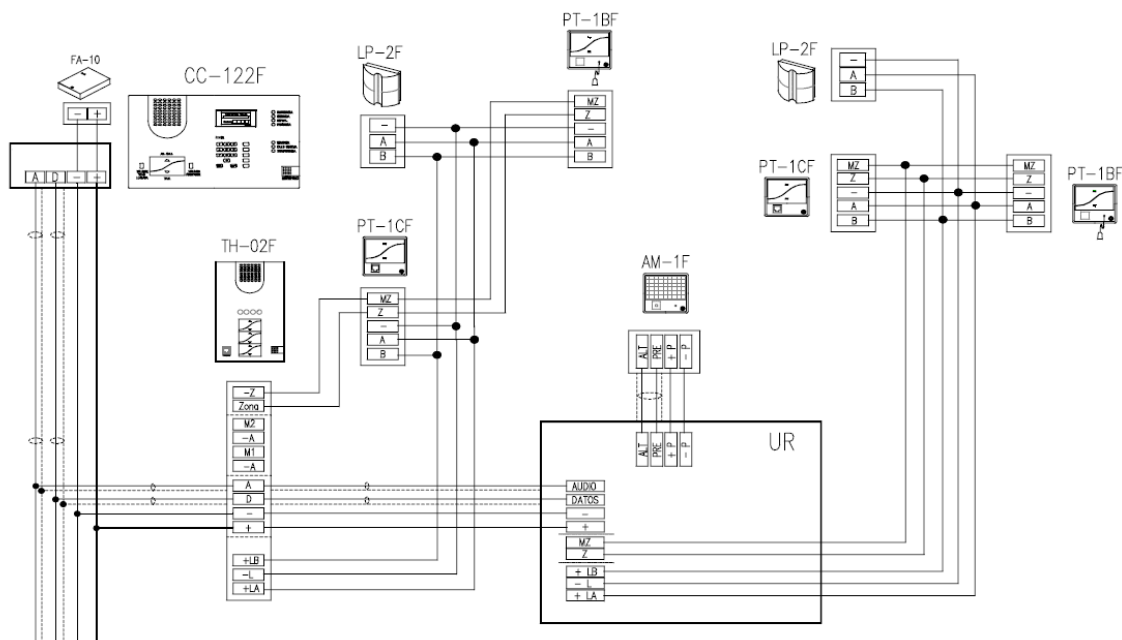 FA-10
- +
A D - +
CC-122F
LP-2F
-
A
B
PT-1BF
MZ
Z
-
A
B
LP-2F
-
A
B
PT-1CF
MZ
Z
-
A
B
MZ
Z
-
A
B
PT-1BF
TH-02F
PT-1CF
MZ
Z
-
A
B
AM-1F
ALT
PRE
+ P
- P
-Z
Zona
M2
-A
M1
-A
A
D
-
+
+LB
-L
+LA
UR
ALT
PRE
+ P
- P
AUDIO
DATOS
-
+
MZ
Z
+ LB
- L
+ LA